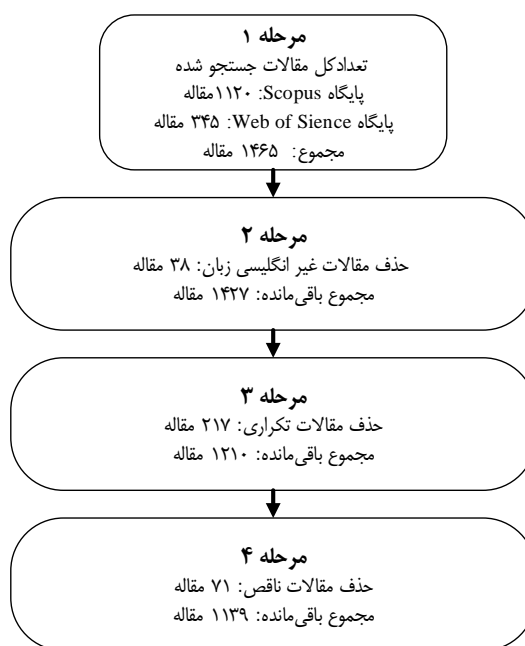 مرحله ۱
تعدادکل مقالات جستجو شده
پایگاه Scopus: ۱۱۲۰مقاله
پایگاه Web of Sience: ۳۴۵ مقاله
مجموع: ۱۴۶۵ مقاله
مرحله ۲
حذف مقالات غیر انگلیسی زبان: ۳۸ مقاله
مجموع باقی‌مانده: ۱۴۲۷ مقاله
مرحله ۳
حذف مقالات تکراری: ۲۱۷ مقاله
مجموع باقی‌مانده: ۱۲۱۰ مقاله
مرحله ۴
حذف مقالات ناقص: ۷۱ مقاله
مجموع باقی‌مانده: ۱۱۳۹ مقاله